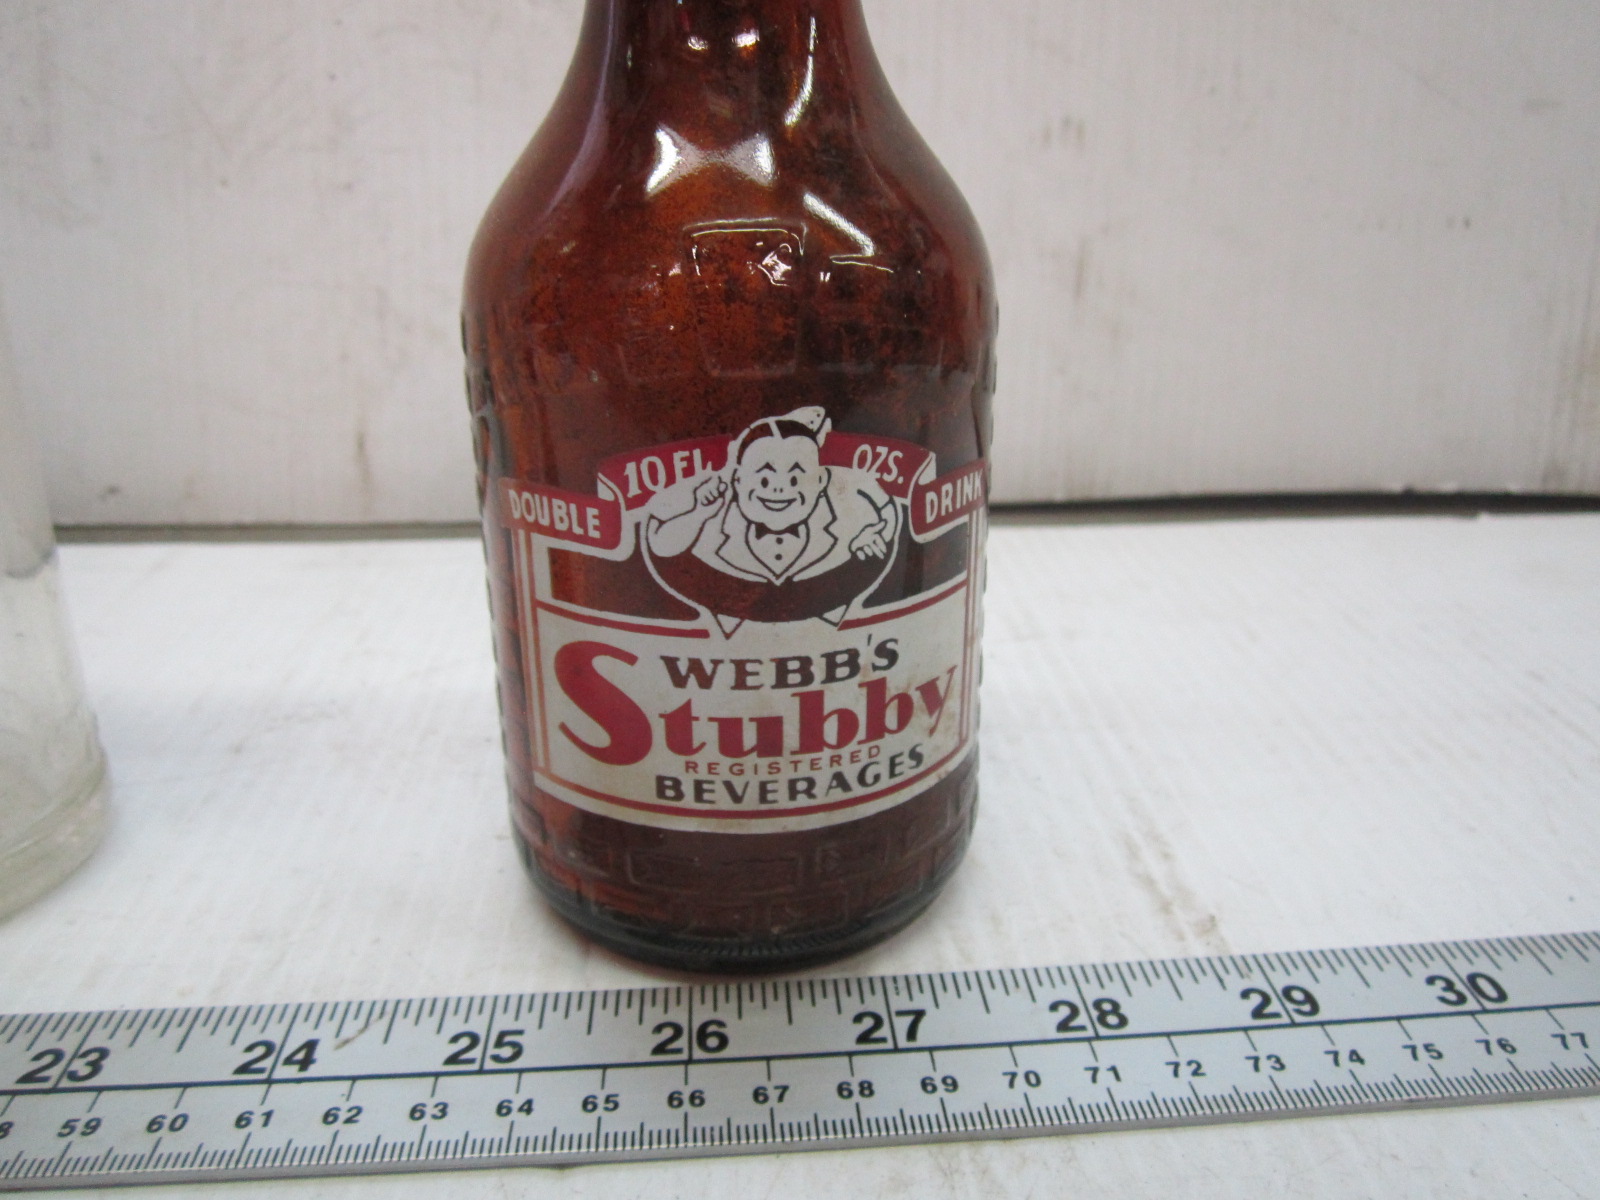 10 FL. OZS.
DOUBLE DRINK
WEBB'S
Stubby
REGISTERED
BEVERAGES
23 24 25 26 27 28 29 30
59 60 61 62 63 64 65 66 67 68 69 70 71 72 73 74 75 76 77